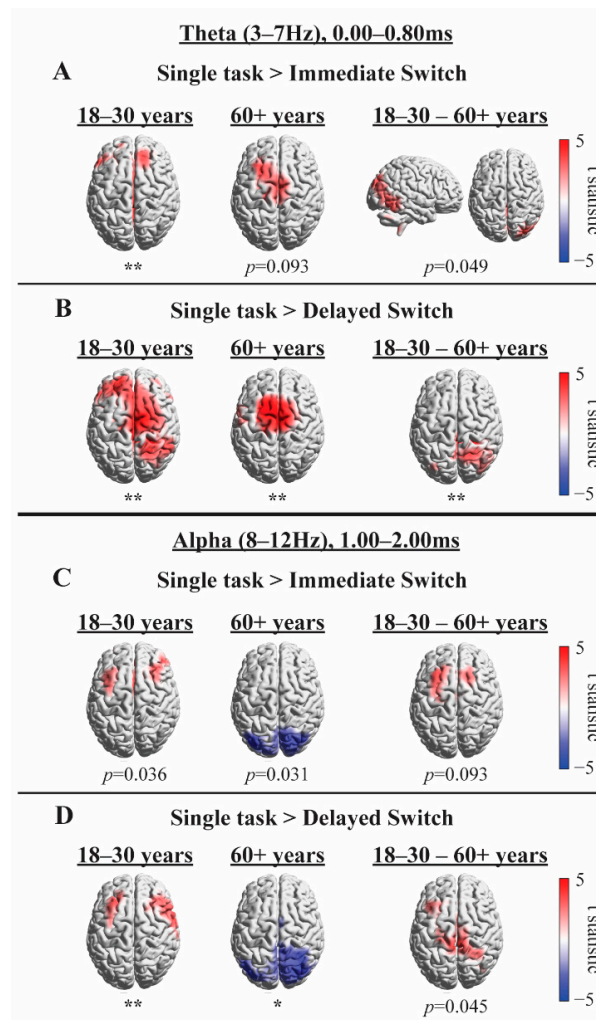 Theta (3–7Hz), 0.00–0.80ms
A Single task > Immediate Switch
18–30 years 60+ years 18–30 – 60+ years
5
t statistic
−5
** p=0.093 p=0.049
B Single task > Delayed Switch
18–30 years 60+ years 18–30 – 60+ years
5
t statistic
−5
** ** **
Alpha (8–12Hz), 1.00–2.00ms
C Single task > Immediate Switch
18–30 years 60+ years 18–30 – 60+ years
5
t statistic
−5
p=0.036 p=0.031 p=0.093
D Single task > Delayed Switch
18–30 years 60+ years 18–30 – 60+ years
5
t statistic
−5
** * p=0.045